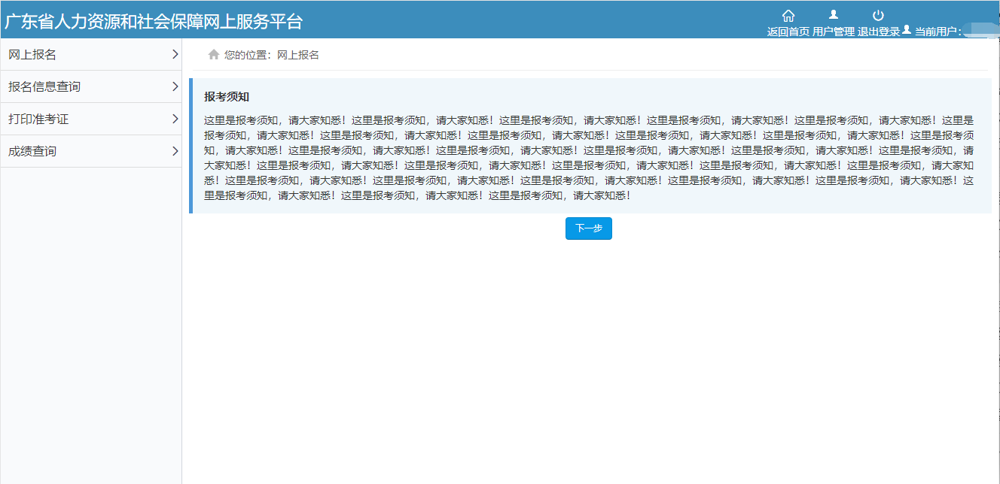 广东省人力资源和社会保障网上服务平台
返回首页 用户管理 退出登录 当前用户：
网上报名
报名信息查询
打印准考证
成绩查询
您的位置：网上报名
报考须知
这里是报考须知，请大家知悉！这里是报考须知，请大家知悉！这里是报考须知，请大家知悉！这里是报考须知，请大家知悉！这里是报考须知，请大家知悉！这里是
报考须知，请大家知悉！这里是报考须知，请大家知悉！这里是报考须知，请大家知悉！这里是报考须知，请大家知悉！这里是报考须知，请大家知悉！这里是报考须
知，请大家知悉！这里是报考须知，请大家知悉！这里是报考须知，请大家知悉！这里是报考须知，请大家知悉！这里是报考须知，请大家知悉！这里是报考须知，请
大家知悉！这里是报考须知，请大家知悉！这里是报考须知，请大家知悉！这里是报考须知，请大家知悉！这里是报考须知，请大家知悉！这里是报考须知，请大家知
悉！这里是报考须知，请大家知悉！这里是报考须知，请大家知悉！这里是报考须知，请大家知悉！这里是报考须知，请大家知悉！这里是报考须知，请大家知悉！这
里是报考须知，请大家知悉！这里是报考须知，请大家知悉！这里是报考须知，请大家知悉！
下一步